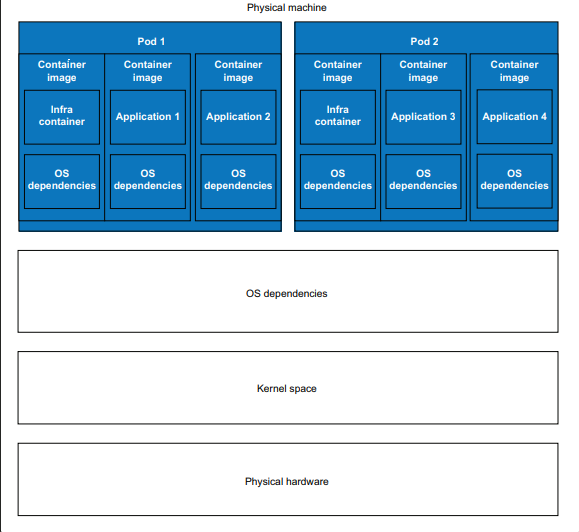 Physical machine
Pod 1
Pod 2
Container
image
Container
image
Container
image
Container
image
Container
image
Container
image
Infra
container
Application 1
Application 2
Infra
container
Application 3
Application 4
OS
dependencies
OS
dependencies
OS
dependencies
OS
dependencies
OS
dependencies
OS
dependencies
OS dependencies
Kernel space
Physical hardware